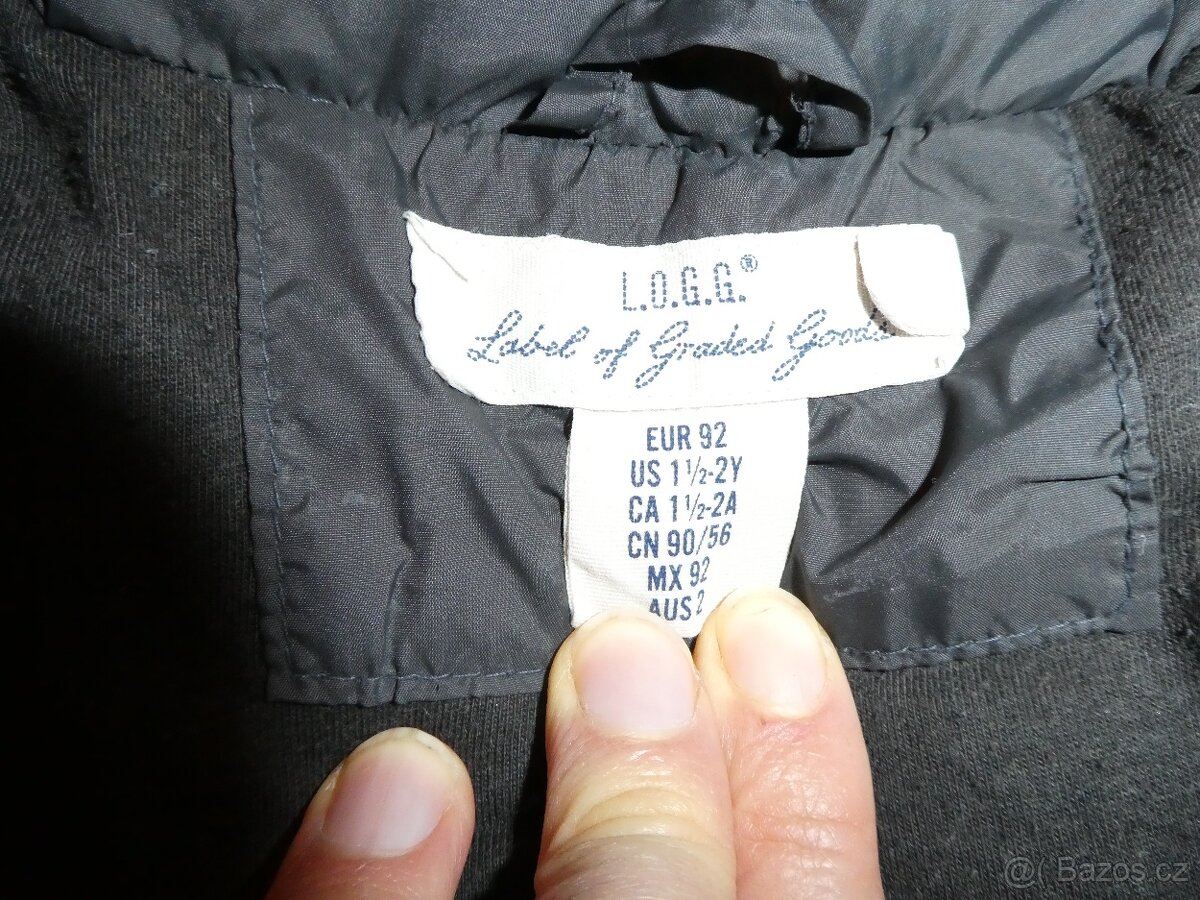 L.O.G.G.®
Label of Graded Goods
EUR 92
US 1½-2Y
CA 1½-2A
CN 90/56
MX 92
AUS 2
@( Bazos.cz